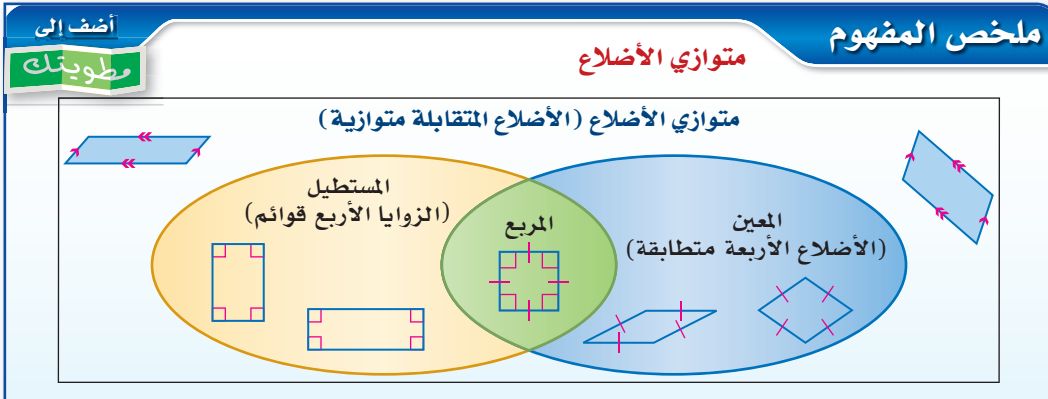 ملخص المفهوم
أضف إلى
مطويتك
متوازي الأضلاع
متوازي الأضلاع (الأضلاع المتقابلة متوازية)
المعين
(الأضلاع الأربعة متطابقة)
المربع
المستطيل
(الزوايا الأربع قوائم)